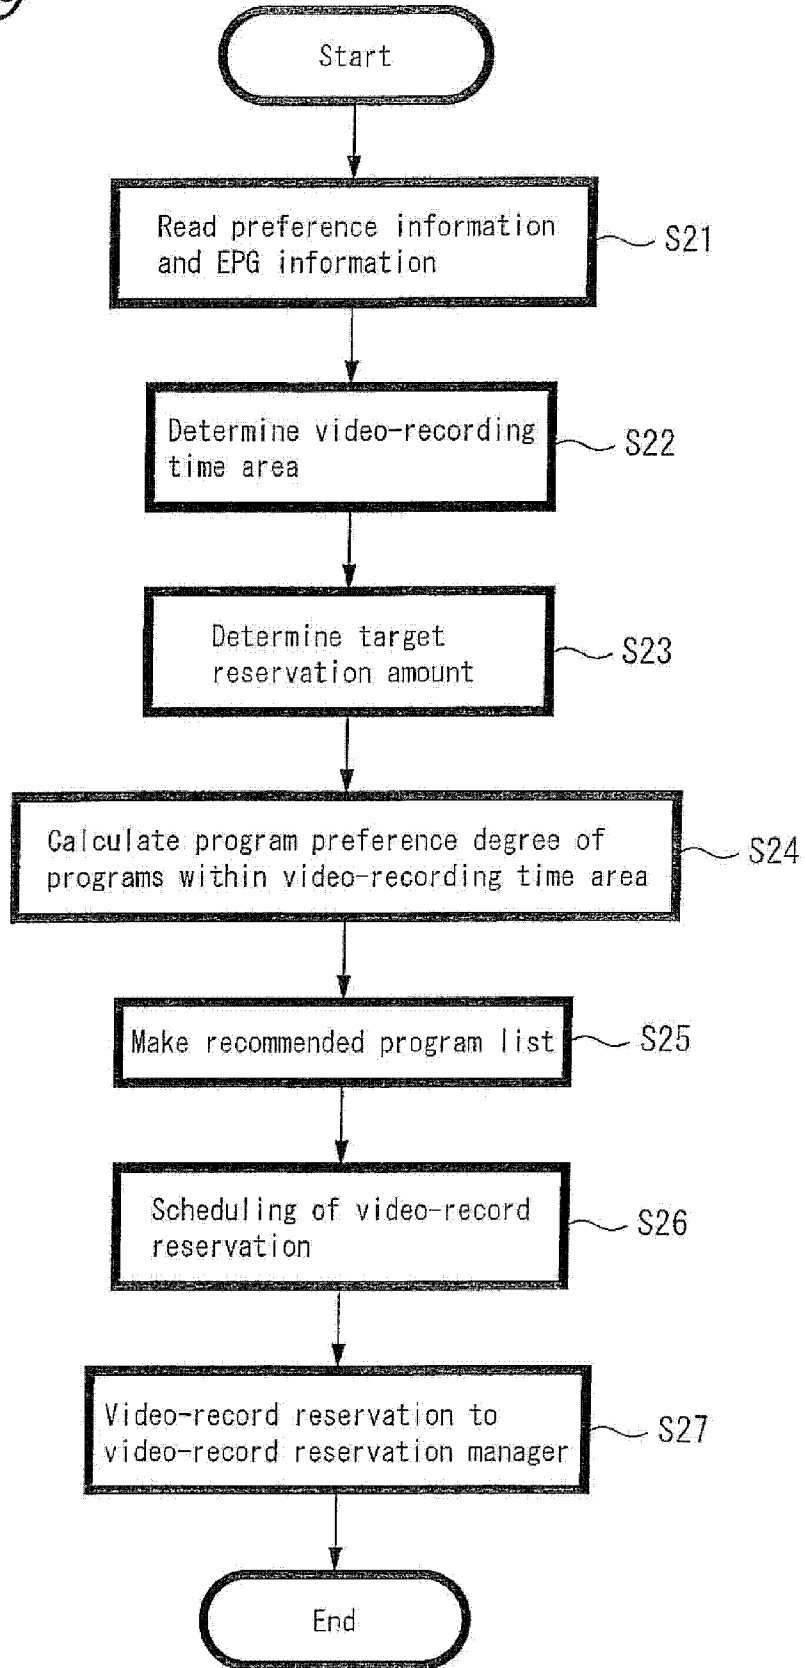 Start
Read preference information
and EPG information
S21
Determine video-recording
time area
S22
Determine target
reservation amount
S23
Calculate program preference degree of
programs within video-recording time area
S24
Make recommended program list
S25
Scheduling of video-record
reservation
S26
Video-record reservation to
video-record reservation manager
S27
End